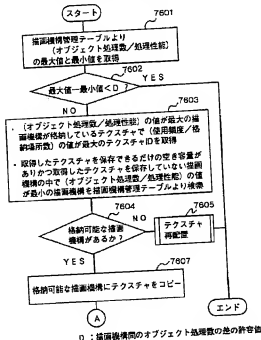 スタート
7601
描画機構管理テーブルより
(オブジェクト処理数/処理性能)
の最大値と最小値を取得
7602
最大値－最小値<D ?
YES
NO
7603
・(オブジェクト処理数/処理性能)の値が最大の描
画機構が格納しているテクスチャで(使用頻度/格
納場所数)の値が最大のテクスチャIDを取得
・取得したテクスチャを保存できるだけの空き容量が
ありかつ取得したテクスチャを保存していない描画
機構の中で(オブジェクト処理数/処理性能)の値
が最小の描画機構を描画機構管理テーブルより検索
7604
格納可能な描画
機構があるか?
NO
7605
テクスチャ
再配置
YES
7607
格納可能な描画機構にテクスチャをコピー
A
エンド
D :描画機構間のオブジェクト処理数の差の許容値